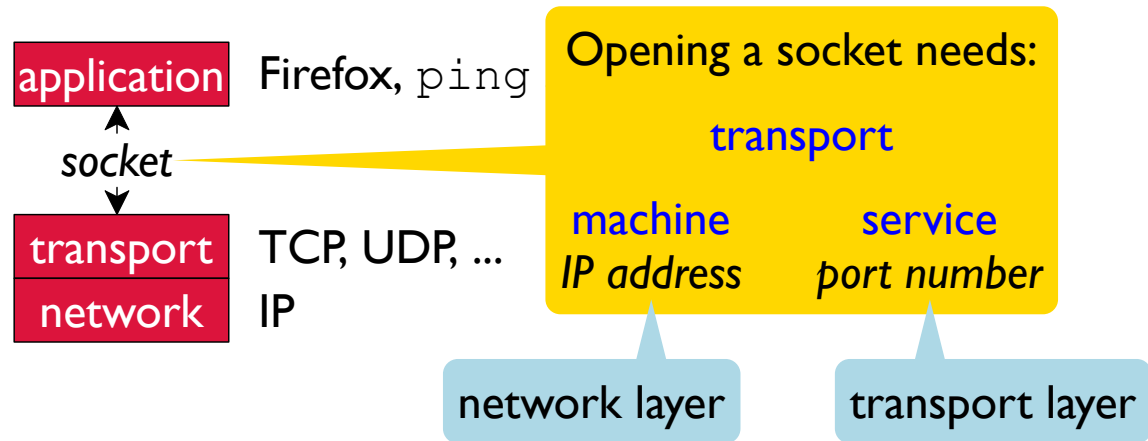 application Firefox, ping
socket
transport TCP, UDP, ...
network IP
Opening a socket needs:
transport
machine service
IP address port number
network layer transport layer